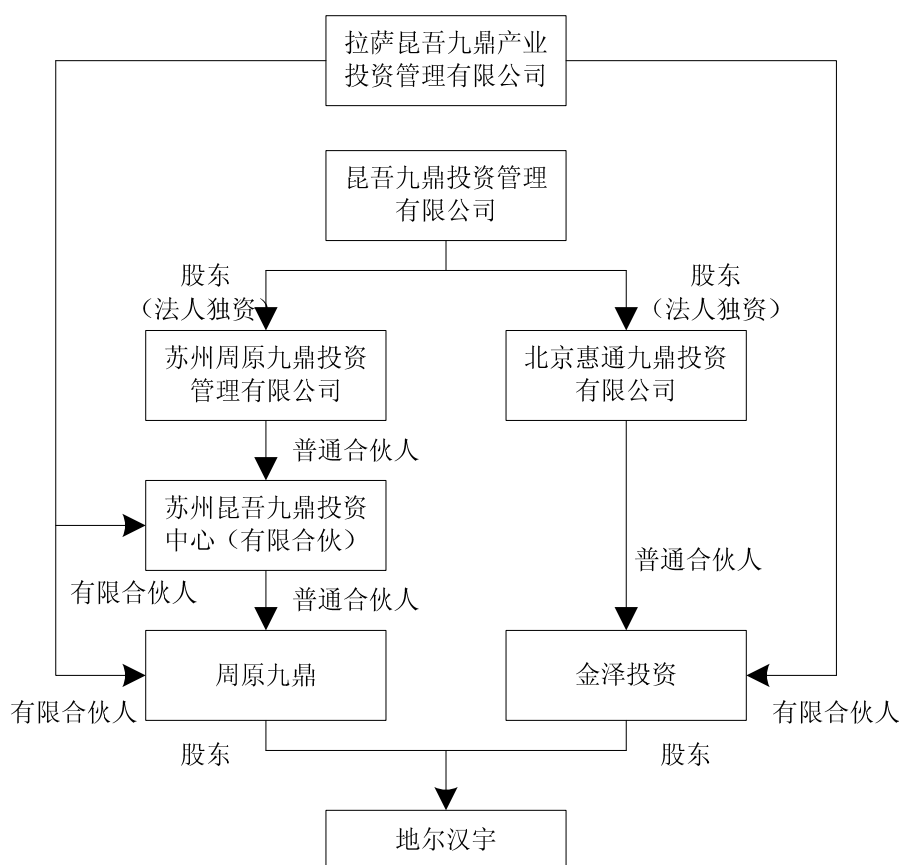 拉萨昆吾九鼎产业
投资管理有限公司
昆吾九鼎投资管理
有限公司
股东
（法人独资）
股东
（法人独资）
苏州周原九鼎投资
管理有限公司
北京惠通九鼎投资
有限公司
普通合伙人
苏州昆吾九鼎投资
中心（有限合伙）
普通合伙人
有限合伙人
普通合伙人
周原九鼎
金泽投资
有限合伙人
有限合伙人
股东
股东
地尔汉宇